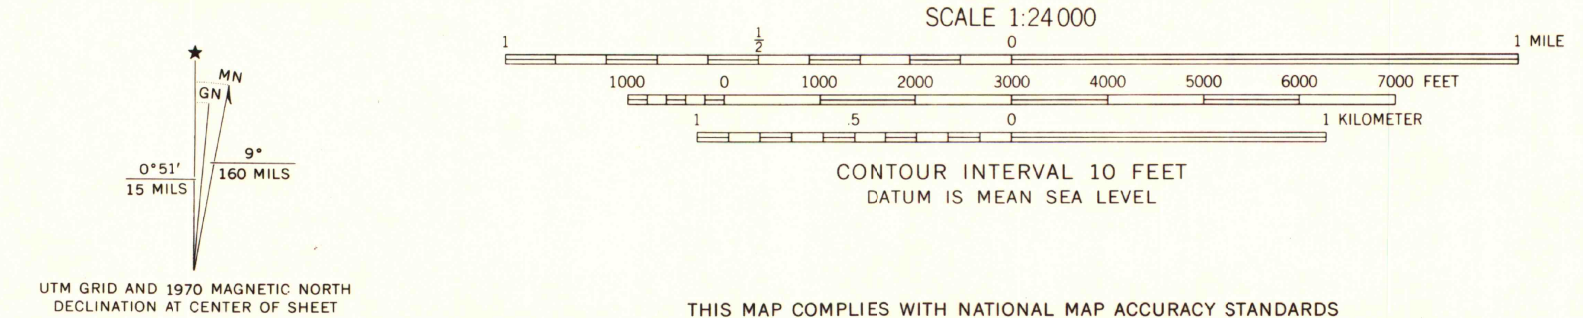 ★
MN
GN
0°51'
15 MILS
9°
160 MILS
UTM GRID AND 1970 MAGNETIC NORTH
DECLINATION AT CENTER OF SHEET
SCALE 1:24 000
1 ½ 0 1 MILE
1000 0 1000 2000 3000 4000 5000 6000 7000 FEET
1 .5 0 1 KILOMETER
CONTOUR INTERVAL 10 FEET
DATUM IS MEAN SEA LEVEL
THIS MAP COMPLIES WITH NATIONAL MAP ACCURACY STANDARDS